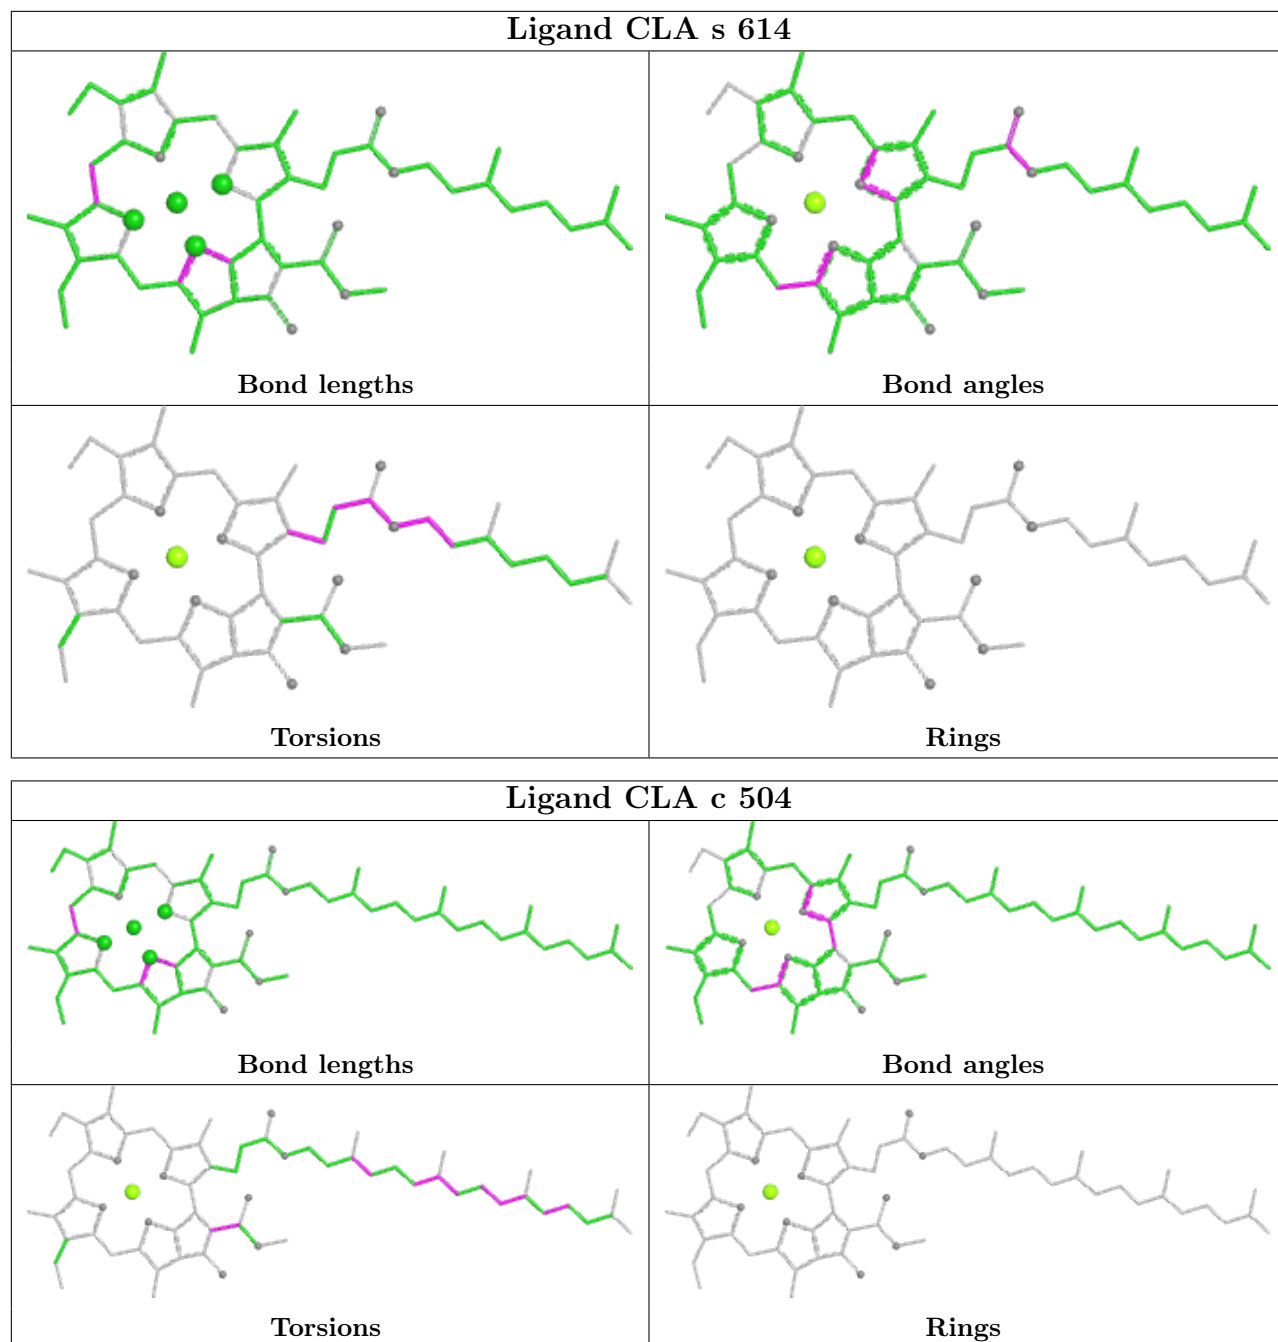 Ligand CLA s 614
Bond lengths
Bond angles
Torsions
Rings
Ligand CLA c 504
Bond lengths
Bond angles
Torsions
Rings